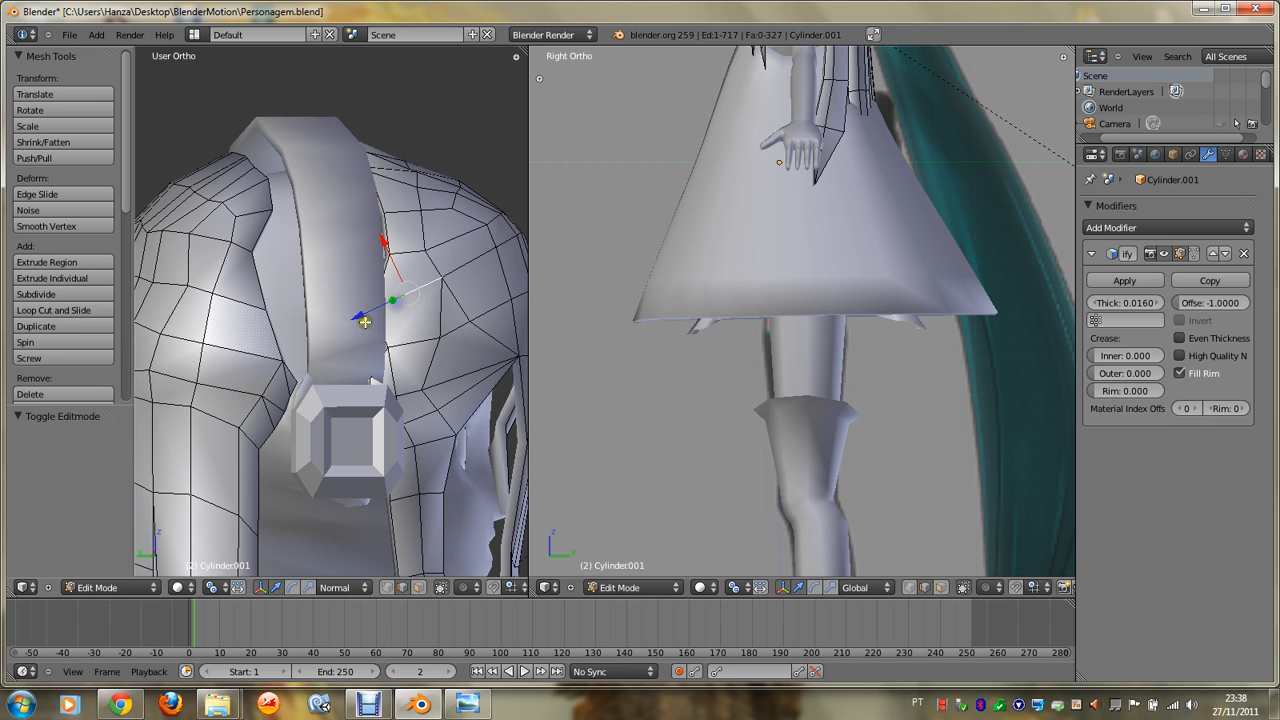 Blender* [C:\Users\Hanza\Desktop\BlenderMotion\Personagem.blend]
File Add Render Help Default Scene Blender Render blender.org 259 | Ed:1-717 | Fa:0-327 | Cylinder.001
Mesh Tools
Transform:
Translate
Rotate
Scale
Shrink/Fatten
Push/Pull
Deform:
Edge Slide
Noise
Smooth Vertex
Add:
Extrude Region
Extrude Individual
Subdivide
Loop Cut and Slide
Duplicate
Spin
Screw
Remove:
Delete
Toggle Editmode
User Ortho
z
(2) Cylinder.001
Edit Mode Normal
Right Ortho
z
y
(2) Cylinder.001
Edit Mode Global
View Search All Scenes
Scene
RenderLayers
World
Camera
Cylinder.001
Modifiers
Add Modifier
ify
Apply Copy
Thick: 0.0160 Offse: -1.0000
Invert
Crease: Even Thickness
Inner: 0.000 High Quality N
Outer: 0.000 Fill Rim
Rim: 0.000
Material Index Offs 0 Rim: 0
-50 -40 -30 -20 -10 0 10 20 30 40 50 60 70 80 90 100 110 120 130 140 150 160 170 180 190 200 210 220 230 240 250 260 270 280
View Frame Playback Start: 1 End: 250 2 No Sync
PT 23:38
27/11/2011